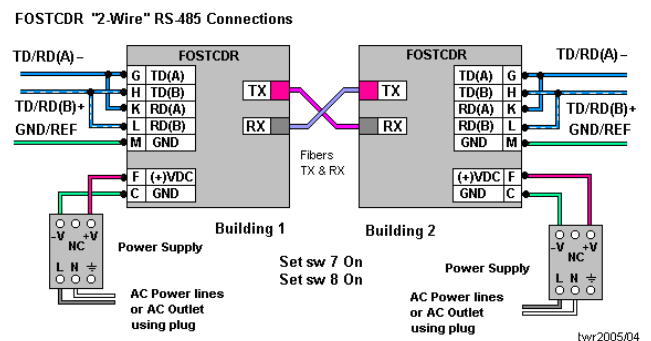 FOSTCDR "2-Wire" RS-485 Connections
TD/RD(A)–
TD/RD(B)+
GND/REF
FOSTCDR
G TD(A)
H TD(B)
K RD(A)
L RD(B)
M GND
F (+)VDC
C GND
TX
RX
Fibers
TX & RX
FOSTCDR
TX
RX
TD(A) G
TD(B) H
RD(A) K
RD(B) L
GND M
(+)VDC F
GND C
TD/RD(A)–
TD/RD(B)+
GND/REF
Building 1
Building 2
Set sw 7 On
Set sw 8 On
-V +V
NC
L N
Power Supply
AC Power lines
or AC Outlet
using plug
-V +V
NC
L N
Power Supply
AC Power lines
or AC Outlet
using plug
twr2005/04